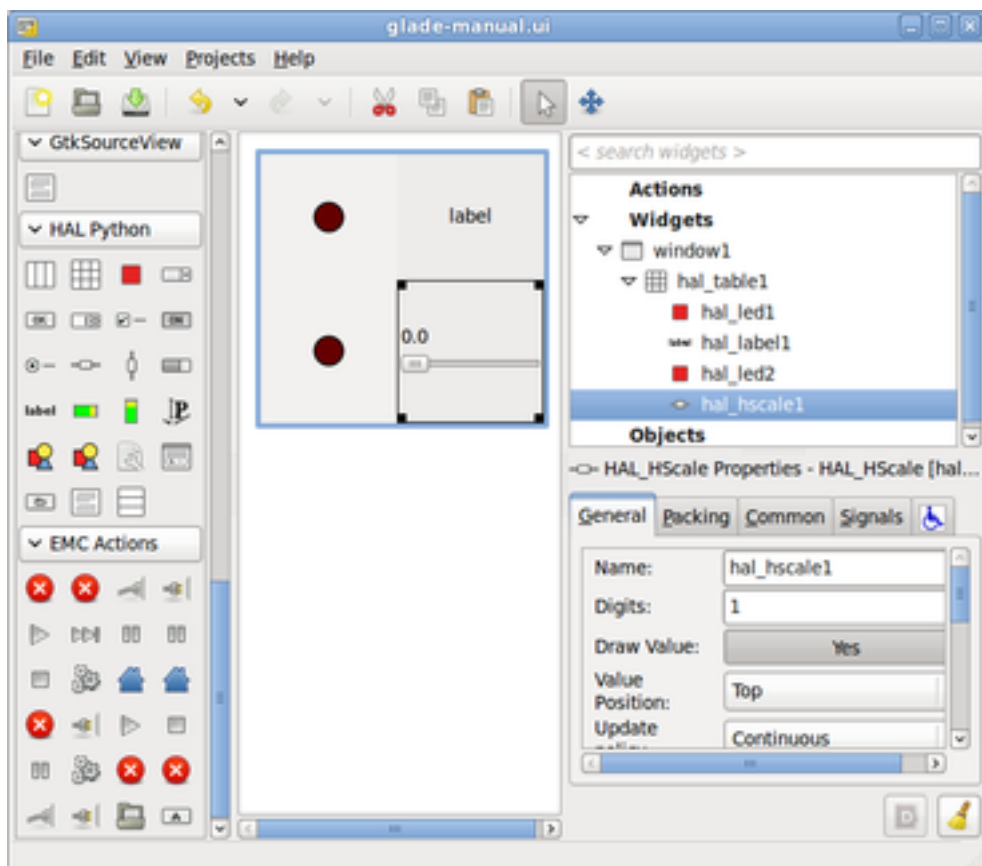 glade-manual.ui
File Edit View Projects Help
GtkSourceView
HAL Python
label
EMC Actions
label
0.0
< search widgets >
Actions
Widgets
window1
hal_table1
hal_led1
hal_label1
hal_led2
hal_hscale1
Objects
HAL_HScale Properties - HAL_HScale [hal...
General Packing Common Signals
Name: hal_hscale1
Digits: 1
Draw Value: Yes
Value
Position: Top
Update
Continuous